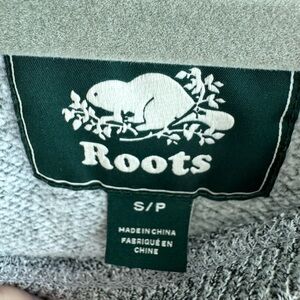 Roots
S/P
MADE IN CHINA
FABRIQUÉ EN
CHINE